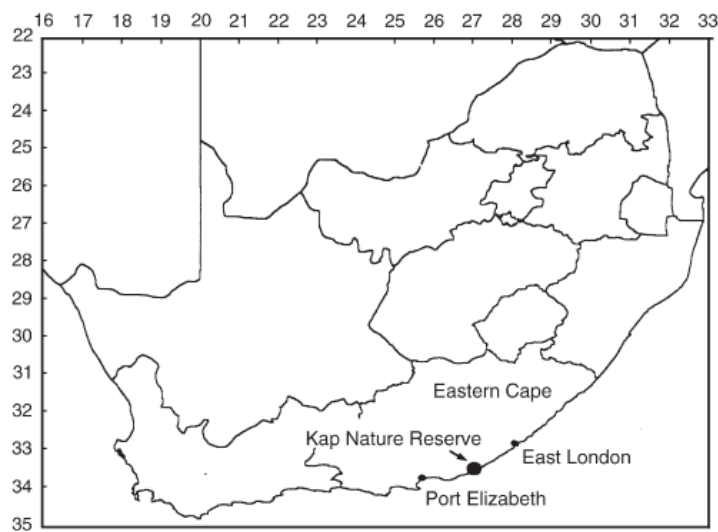 16 17 18 19 20 21 22 23 24 25 26 27 28 29 30 31 32 33
22
23
24
25
26
27
28
29
30
31
32
33
34
35
Eastern Cape
Kap Nature Reserve
East London
Port Elizabeth